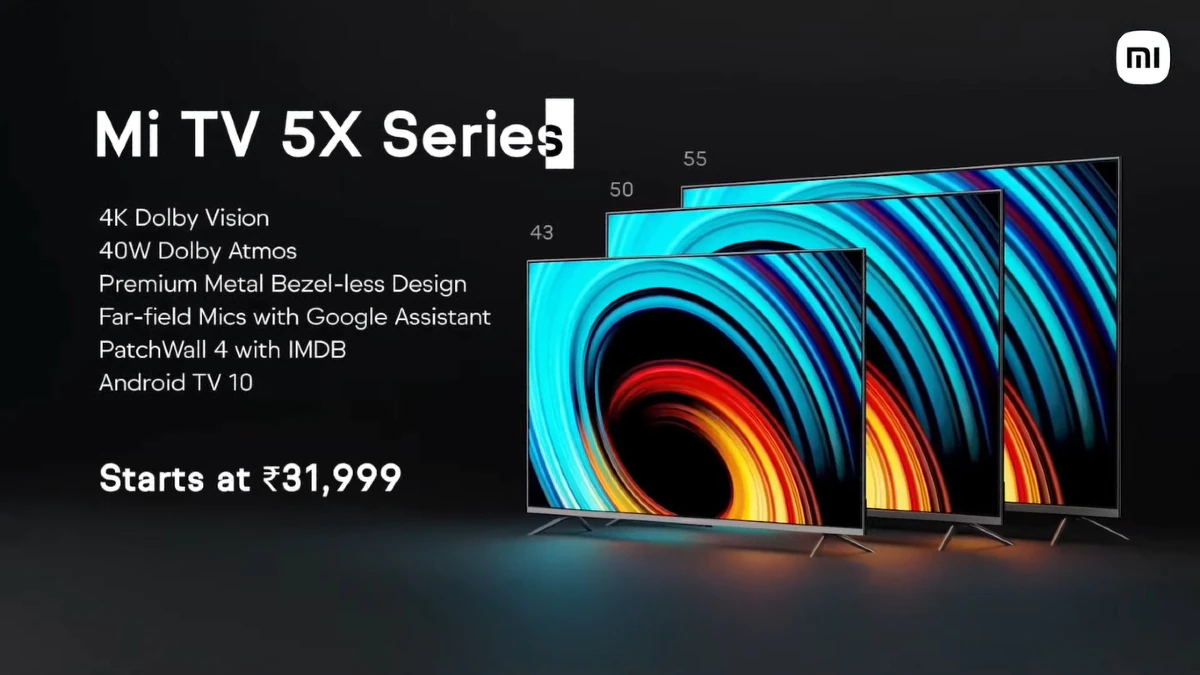 mi
Mi TV 5X Series
55
50
43
4K Dolby Vision
40W Dolby Atmos
Premium Metal Bezel-less Design
Far-field Mics with Google Assistant
PatchWall 4 with IMDB
Android TV 10
Starts at ₹31,999